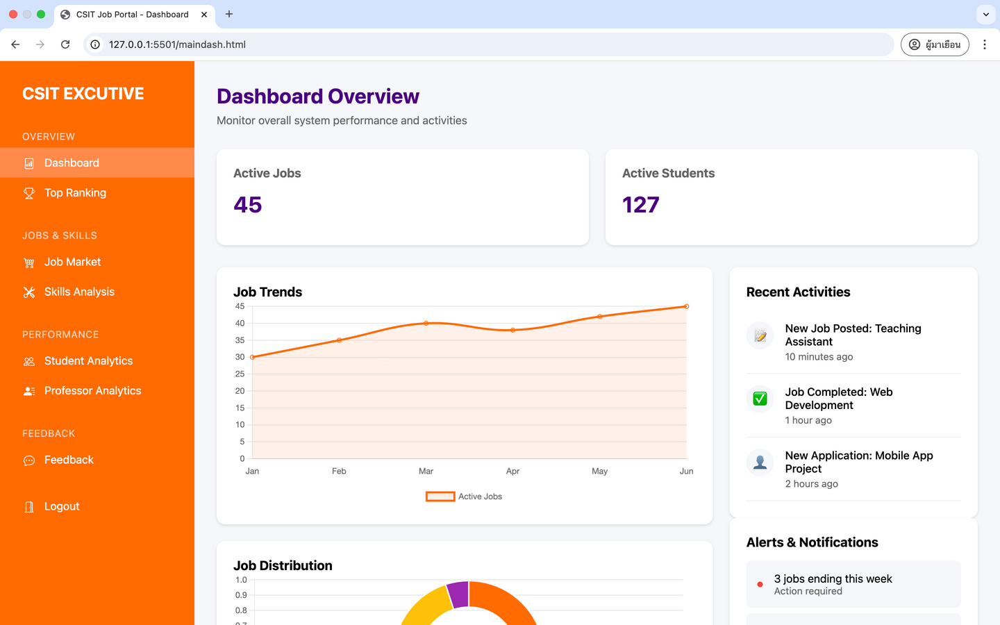 CSIT Job Portal - Dashboard
127.0.0.1:5501/maindash.html
ผู้มาเยือน
CSIT EXCUTIVE
OVERVIEW
Dashboard
Top Ranking
JOBS & SKILLS
Job Market
Skills Analysis
PERFORMANCE
Student Analytics
Professor Analytics
FEEDBACK
Feedback
Logout
Dashboard Overview
Monitor overall system performance and activities
Active Jobs
45
Active Students
127
Job Trends
45
40
35
30
25
20
15
10
5
0
Jan Feb Mar Apr May Jun
Active Jobs
Recent Activities
New Job Posted: Teaching
Assistant
10 minutes ago
Job Completed: Web
Development
1 hour ago
New Application: Mobile App
Project
2 hours ago
Job Distribution
1.0
0.9
0.8
0.7
Alerts & Notifications
3 jobs ending this week
Action required